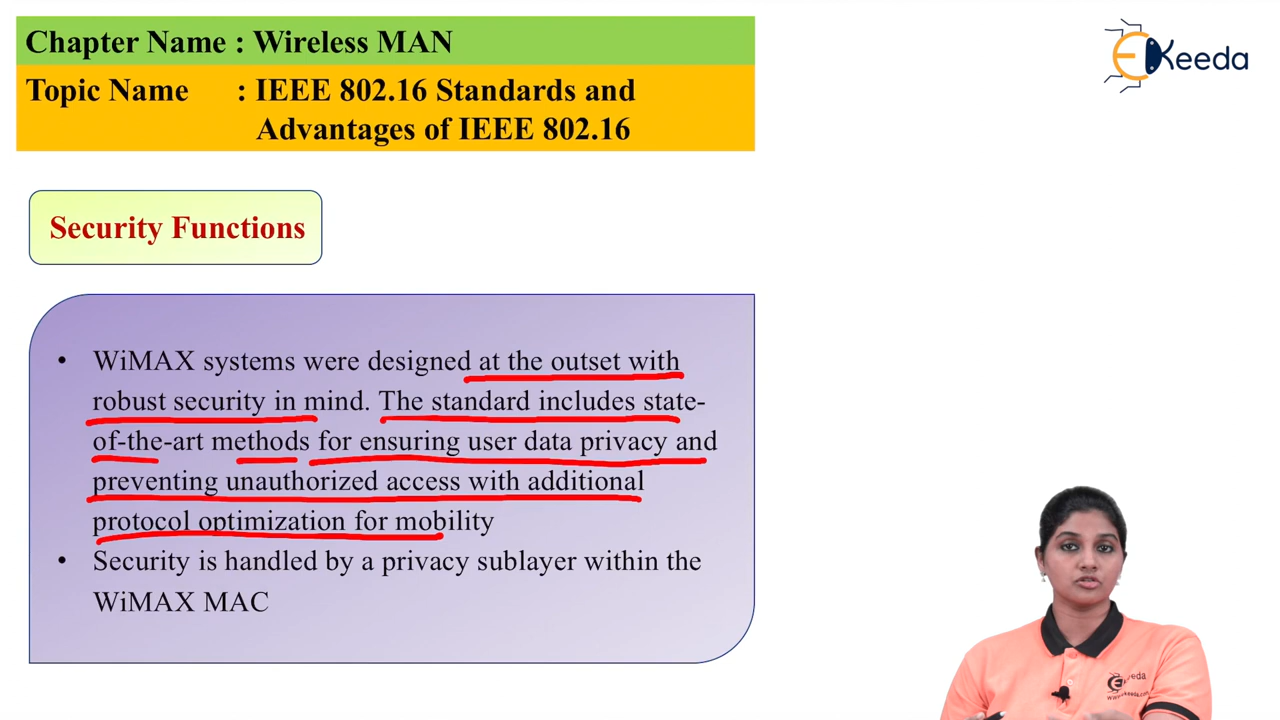 Chapter Name : Wireless MAN
Topic Name : IEEE 802.16 Standards and
Advantages of IEEE 802.16
Keeda
Security Functions
• WiMAX systems were designed at the outset with
robust security in mind. The standard includes state-
of-the-art methods for ensuring user data privacy and
preventing unauthorized access with additional
protocol optimization for mobility
• Security is handled by a privacy sublayer within the
WiMAX MAC